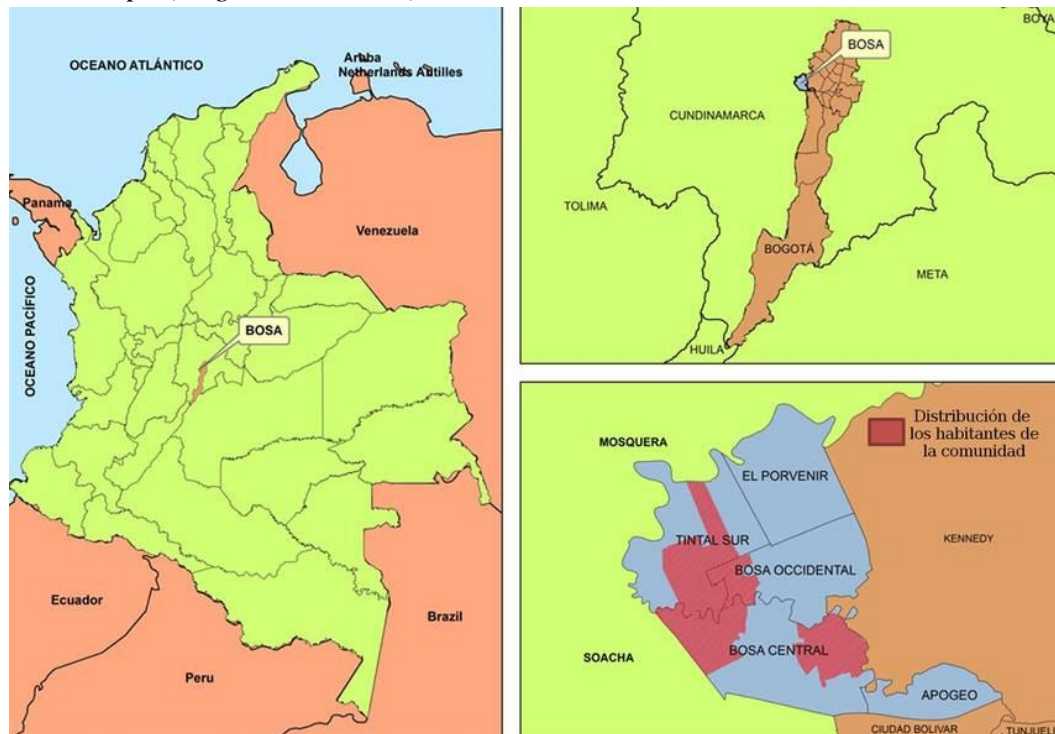 OCEANO ATLÁNTICO
Aruba
Netherlands Antilles
Panama
Venezuela
OCEANO PACÍFICO
BOSA
Ecuador
Brazil
Peru
BOYA
BOSA
CUNDINAMARCA
TOLIMA
BOGOTÁ
META
HUILA
Distribución de
los habitantes de
la comunidad
MOSQUERA
EL PORVENIR
TINTAL SUR
KENNEDY
BOSA OCCIDENTAL
BOSA CENTRAL
SOACHA
APOGEO
CIUDAD BOLIVAR
TUNJUEL